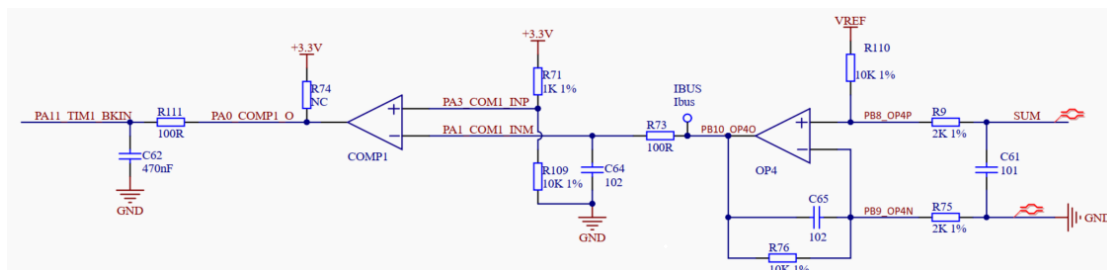 VREF
+3.3V
+3.3V
R110
10K 1%
R74
NC
R71
1K 1%
IBUS
Ibus
PA11_TIM1_BKIN
R111
100R
PA0_COMP1_O
PA3_COM1_INP
PB8_OP4P
R9
2K 1%
SUM
PA1_COM1_INM
R73
100R
PB10_OP4O
COMP1
C62
470nF
R109
10K 1%
C64
102
OP4
C61
101
GND
C65
102
PB9_OP4N
R75
2K 1%
GND
GND
R76
10K 1%